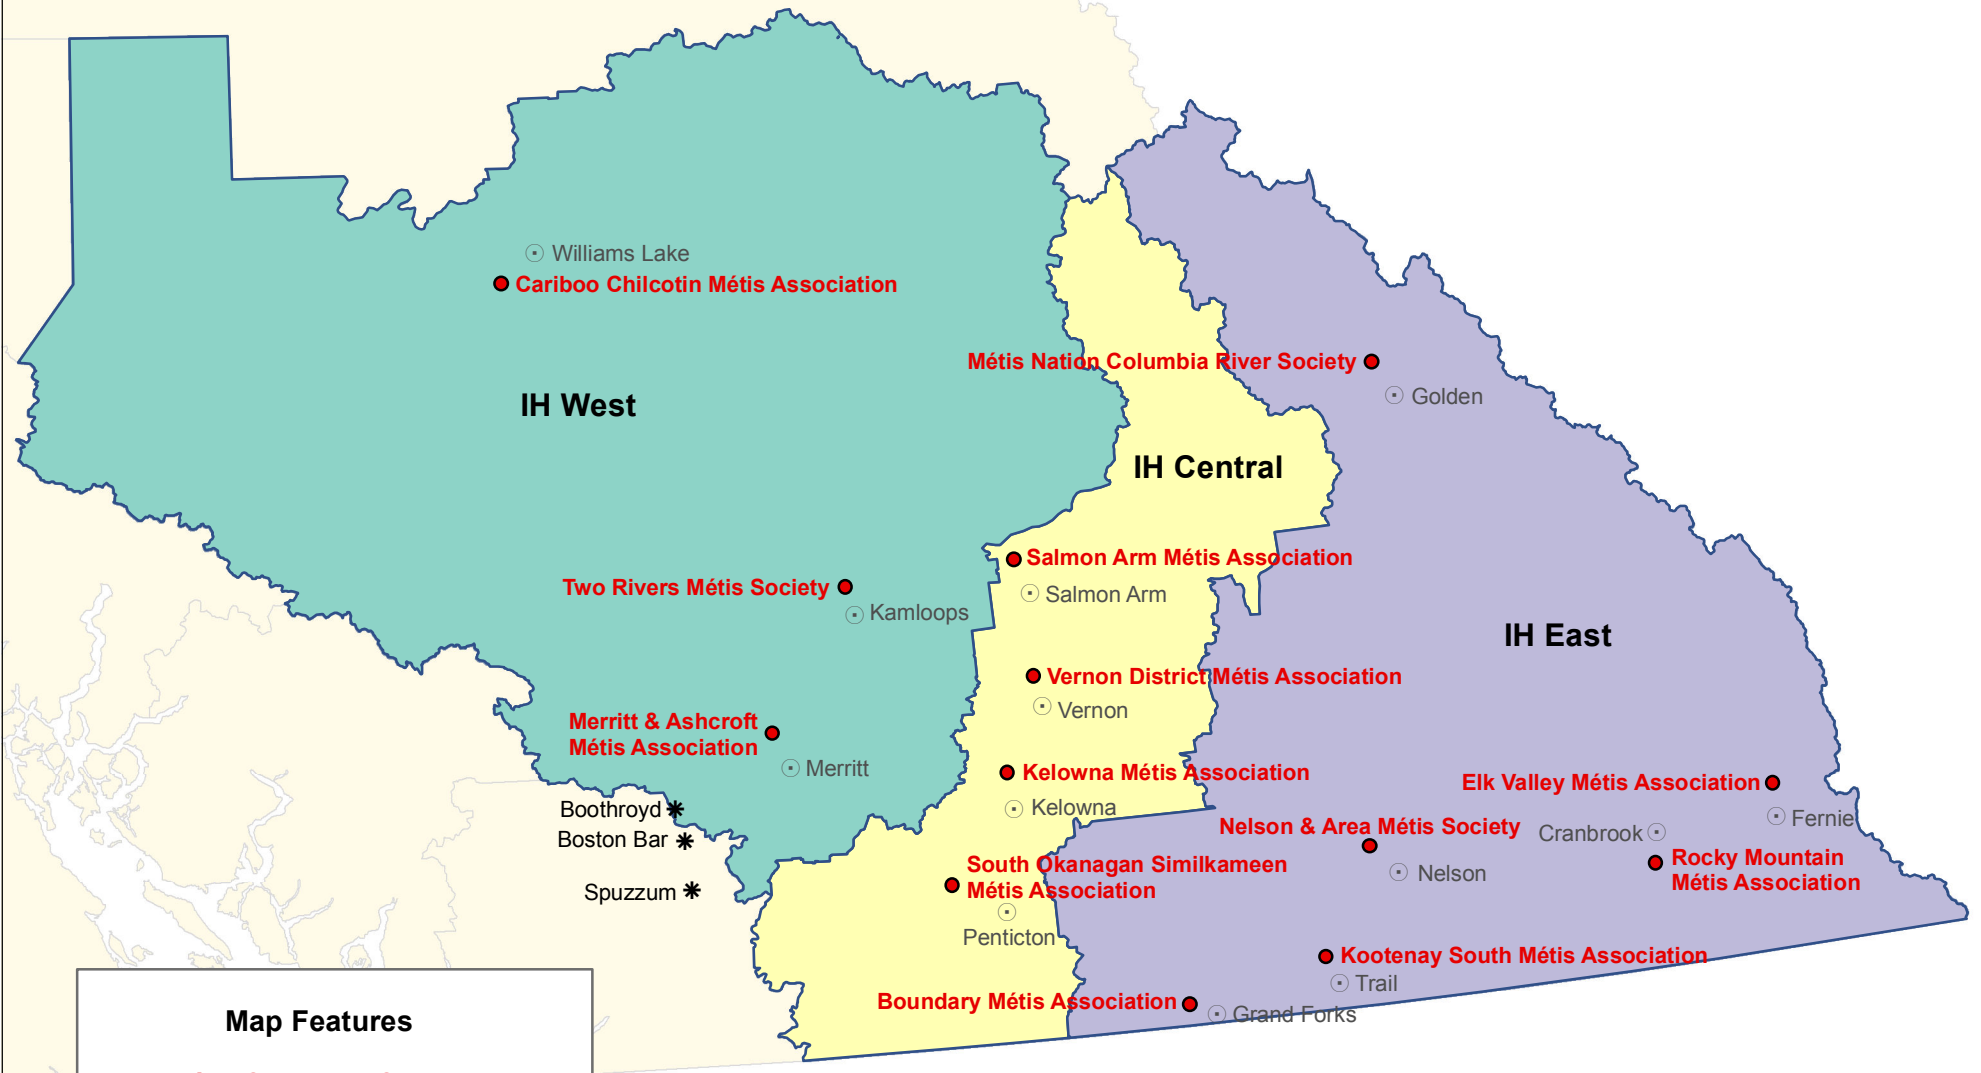 Williams Lake
Cariboo Chilcotin Métis Association
Métis Nation Columbia River Society
Golden
IH West
IH Central
Salmon Arm Métis Association
Salmon Arm
Two Rivers Métis Society
Kamloops
IH East
Vernon District Métis Association
Vernon
Merritt & Ashcroft
Métis Association
Merritt
Kelowna Métis Association
Kelowna
Elk Valley Métis Association
Fernie
Boothroyd
Boston Bar
Spuzzum
Nelson & Area Métis Society
Nelson
Cranbrook
Rocky Mountain
Métis Association
South Okanagan Similkameen
Métis Association
Penticton
Kootenay South Métis Association
Trail
Boundary Métis Association
Grand Forks
Map Features